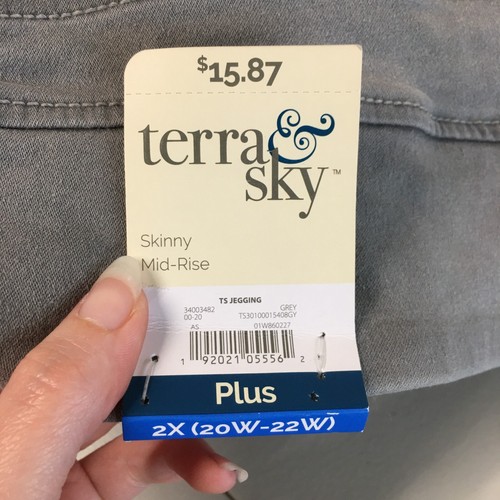 $15.87
terra &
sky™
Skinny
Mid-Rise
TS JEGGING
34003482 GREY
00-20 TS30100015408GY
AS. 01W860227
1 92021 05556 2
Plus
2X (20W-22W)